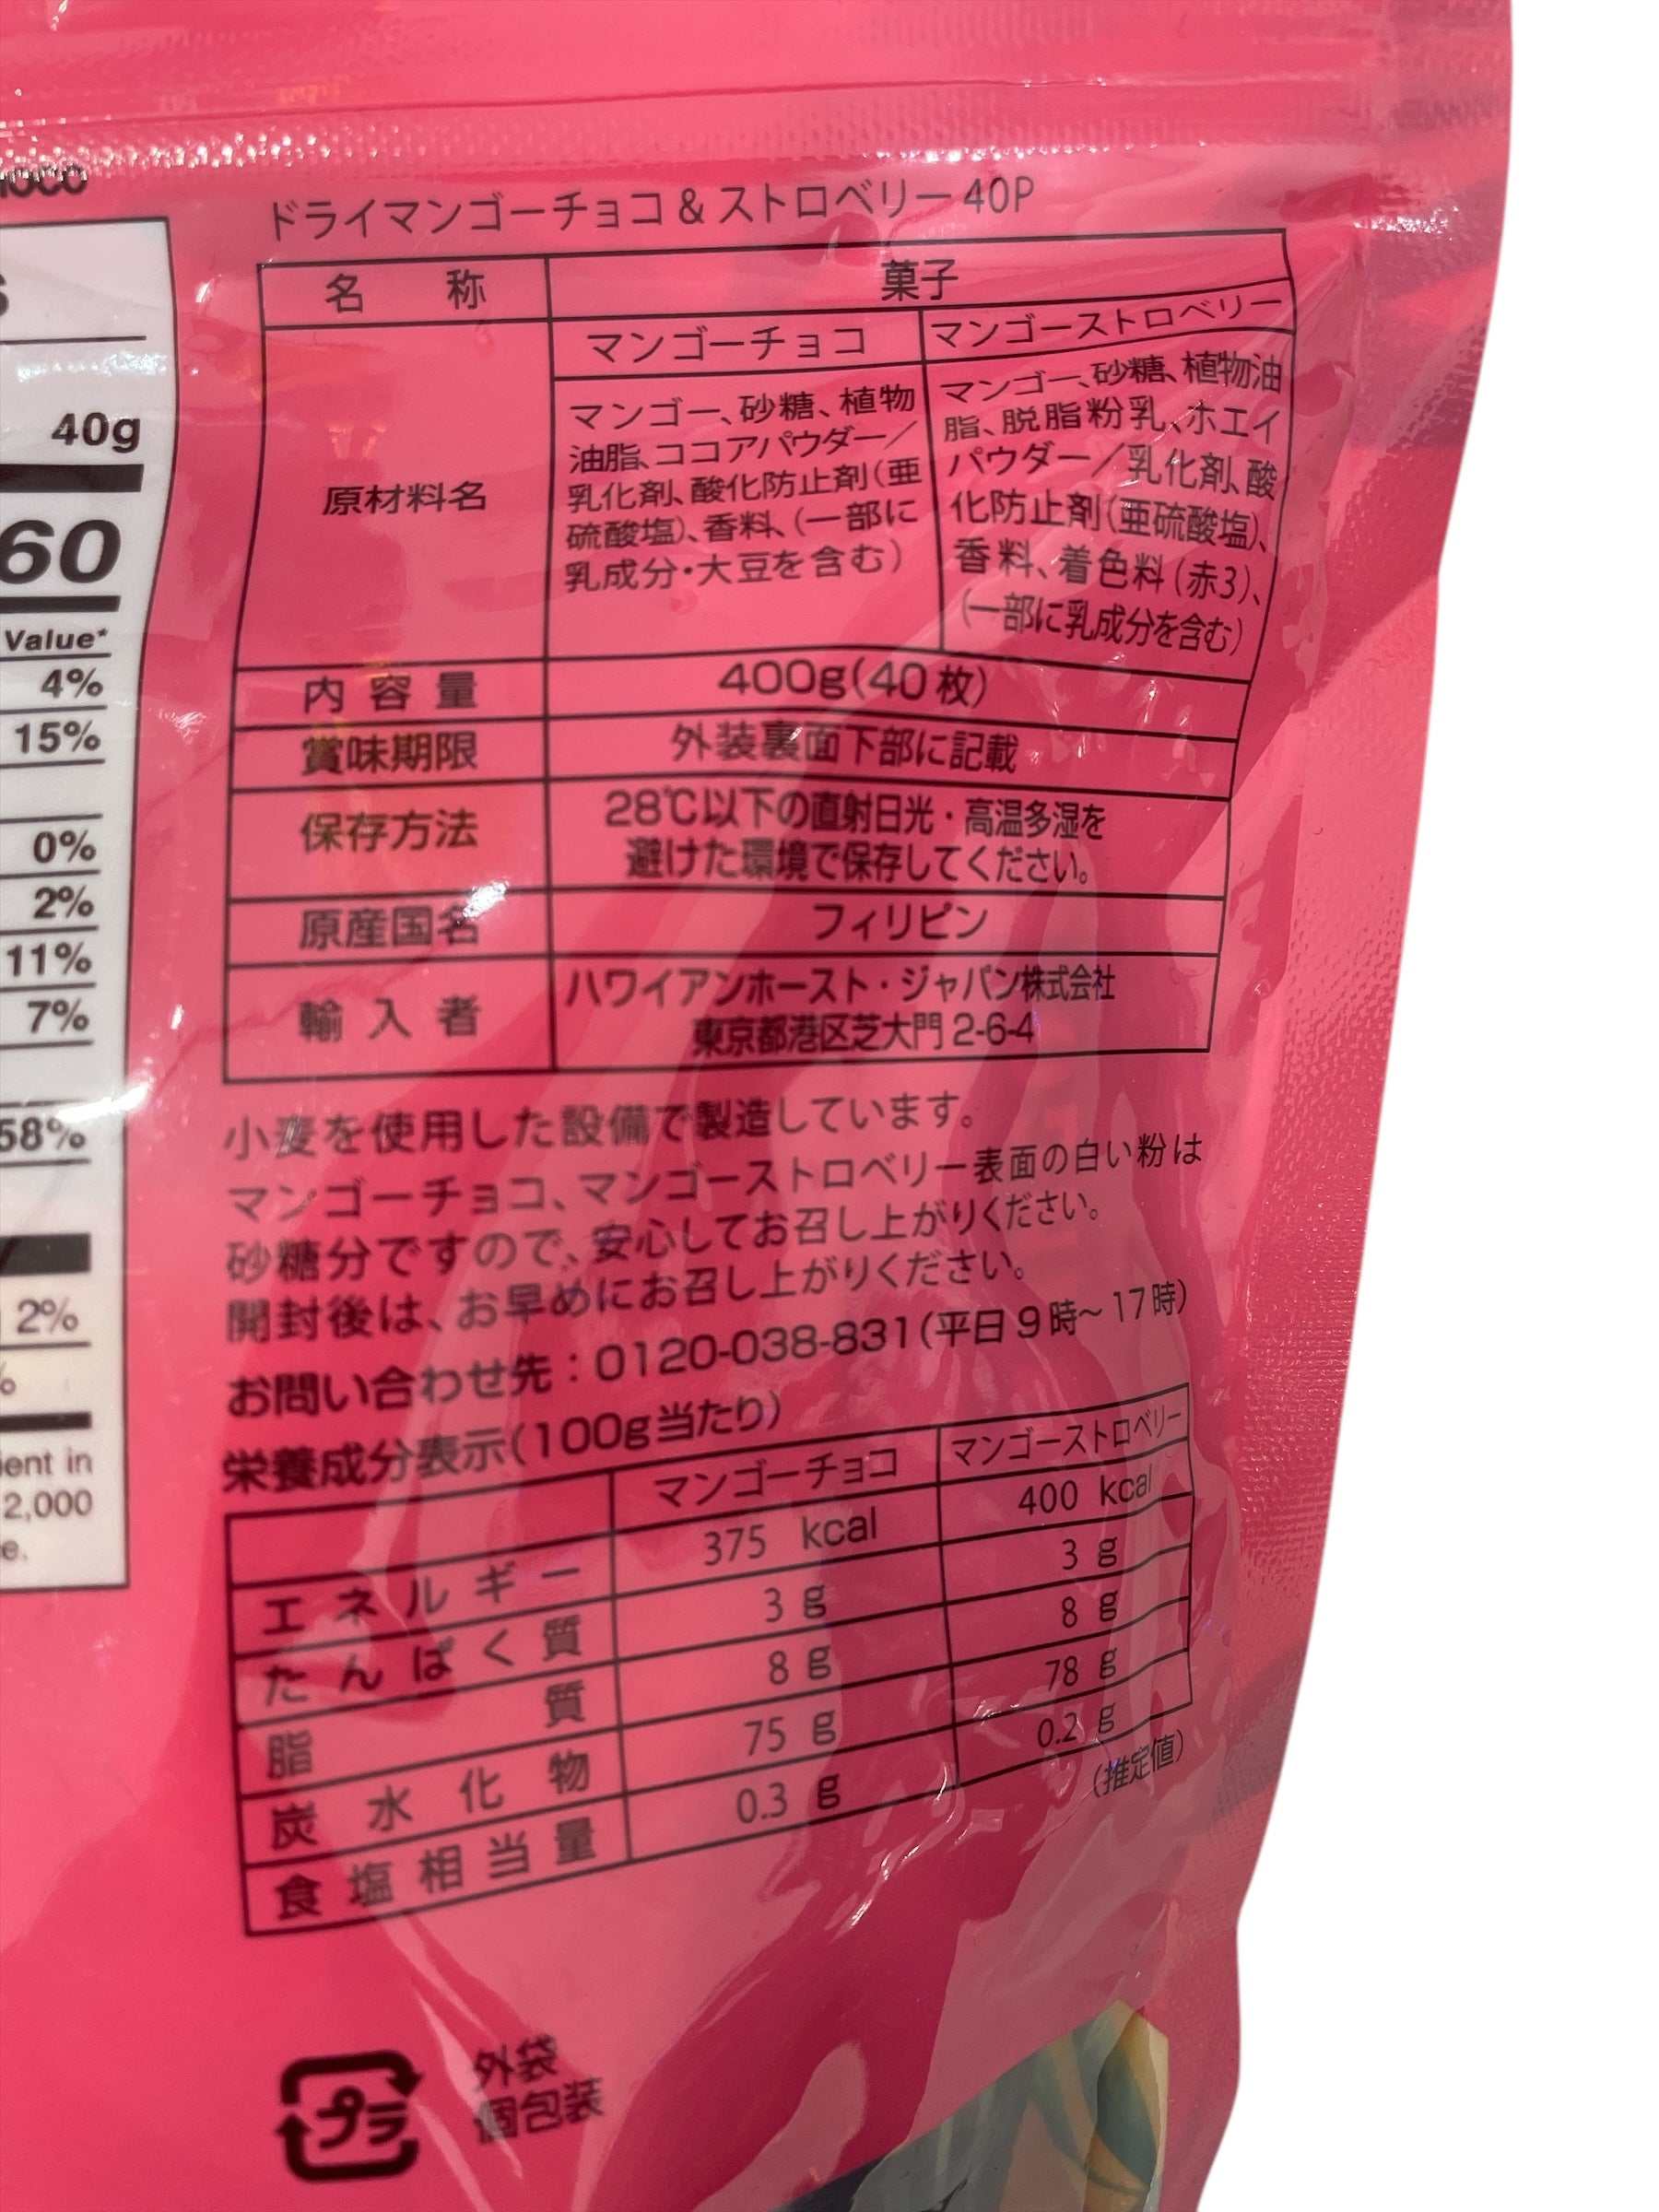 40g
60
Value*
4%
15%
0%
2%
11%
7%
58%
2%
%
ient in
2,000
e.
ドライマンゴーチョコ & ストロベリー 40P
名 称 菓子
原材料名
マンゴーチョコ
マンゴー、砂糖、植物
油脂、ココアパウダー／
乳化剤、酸化防止剤（亜
硫酸塩）、香料、（一部に
乳成分・大豆を含む）
マンゴーストロベリー
マンゴー、砂糖、植物油
脂、脱脂粉乳、ホエイ
パウダー／乳化剤、酸
化防止剤（亜硫酸塩）、
香料、着色料（赤3）、
（一部に乳成分を含む）
内容量 400g(40枚)
賞味期限 外装裏面下部に記載
保存方法 28℃以下の直射日光・高温多湿を
避けた環境で保存してください。
原産国名 フィリピン
輸入者 ハワイアンホースト・ジャパン株式会社
東京都港区芝大門 2-6-4
小麦を使用した設備で製造しています。
マンゴーチョコ、マンゴーストロベリー表面の白い粉は
砂糖分ですので、安心してお召し上がりください。
開封後は、お早めにお召し上がりください。
お問い合わせ先：0120-038-831(平日 9 時～ 17 時)
栄養成分表示(100g当たり)
マンゴーチョコ マンゴーストロベリー
エネルギー 375 kcal 400 kcal
たんぱく質 3 g 3 g
脂質 8 g 8 g
炭水化物 75 g 78 g
食塩相当量 0.3 g 0.2 g
(推定値)
プラ
外袋
個包装